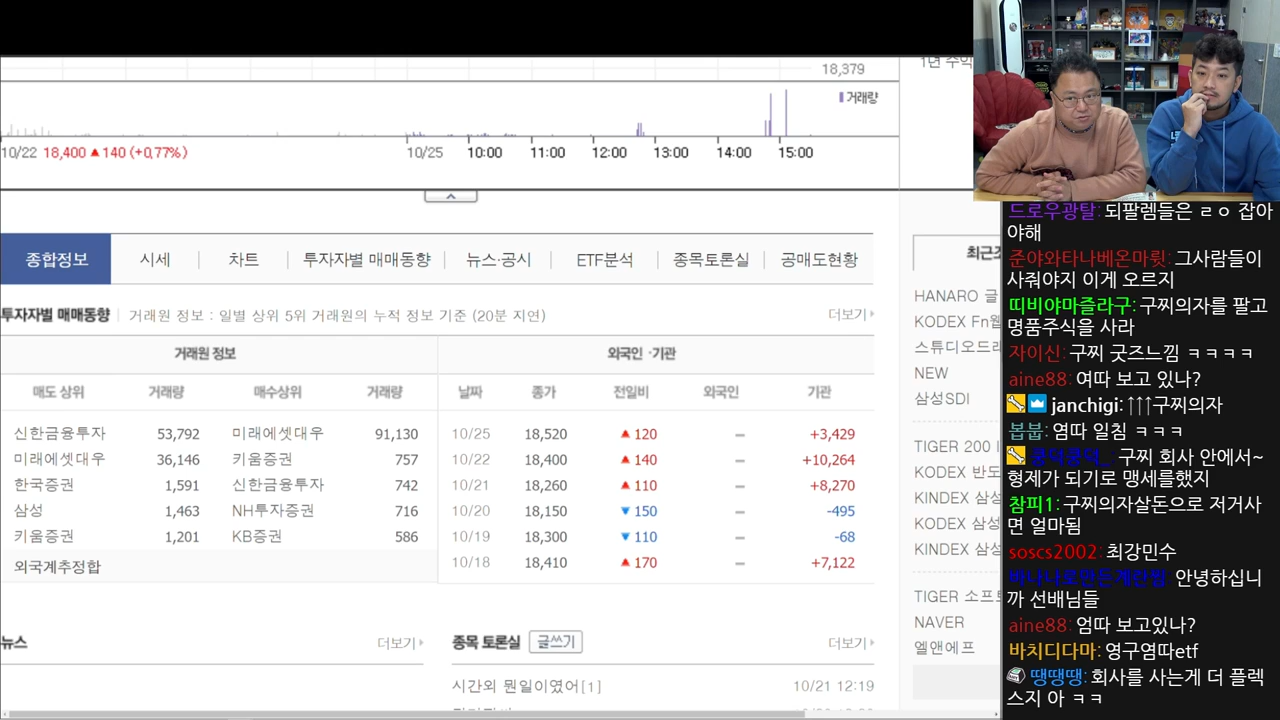 18,379
1년 수익
거래량
10/22 18,400 ▲140 (+0.77%)
10/25 10:00 11:00 12:00 13:00 14:00 15:00
종합정보 시세 차트 투자자별 매매동향 뉴스·공시 ETF분석 종목토론실 공매도현황
투자자별 매매동향 거래원 정보 : 일별 상위 5위 거래원의 누적 정보 기준 (20분 지연) 더보기
거래원 정보 외국인·기관
매도 상위 거래량 매수상위 거래량 날짜 종가 전일비 외국인 기관
신한금융투자 53,792 미래에셋대우 91,130 10/25 18,520 ▲120 - +3,429
미래에셋대우 36,146 키움증권 757 10/22 18,400 ▲140 - +10,264
한국증권 1,591 신한금융투자 742 10/21 18,260 ▲110 - +8,270
삼성 1,463 NH투자증권 716 10/20 18,150 ▼150 - -495
키움증권 1,201 KB증권 586 10/19 18,300 ▼110 - -68
외국계추정합 10/18 18,410 ▲170 - +7,122
뉴스 더보기 종목 토론실 글쓰기 더보기
시간외 뭔일이였어[1] 10/21 12:19
최근조
HANARO 글
KODEX Fn웹
스튜디오드래
NEW
삼성SDI
TIGER 200 I
KODEX 반도
KINDEX 삼성
KODEX 삼성
KINDEX 삼성
TIGER 소프트
NAVER
엘앤에프
드로우광탈: 되팔렘들은 ㄹㅇ 잡아
야해
준야와타나베온마륏: 그사람들이
사줘야지 이게 오르지
띠비야마즐라구: 구찌의자를 팔고
명품주식을 사라
자이신: 구찌 굿즈느낌 ㅋㅋㅋㅋ
aine88: 여따 보고 있나?
janchigi: ↑↑↑구찌의자
봅붑: 염따 일침 ㅋㅋㅋ
구찌 회사 안에서~
형제가 되기로 맹세를했지
참피1: 구찌의자살돈으로 저거사
면 얼마됨
soscs2002: 최강민수
바나나로만든계란찜: 안녕하십니
까 선배님들
aine88: 엄따 보고있나?
바치디다마: 영구염따etf
땡땡땡: 회사를 사는게 더 플렉
스지 아 ㅋㅋ